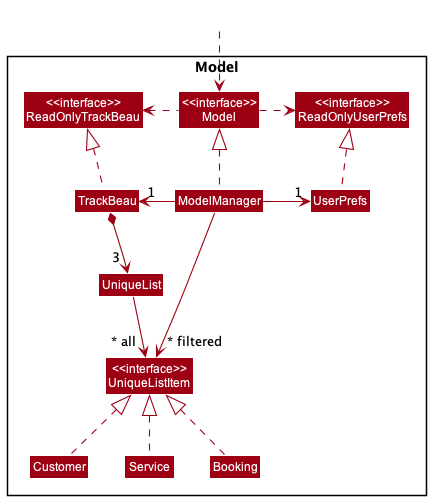 Model
<<interface>>
ReadOnlyTrackBeau
<<interface>>
Model
<<interface>>
ReadOnlyUserPrefs
TrackBeau
1
ModelManager
1
UserPrefs
3
UniqueList
* all
* filtered
<<interface>>
UniqueListItem
Customer
Service
Booking